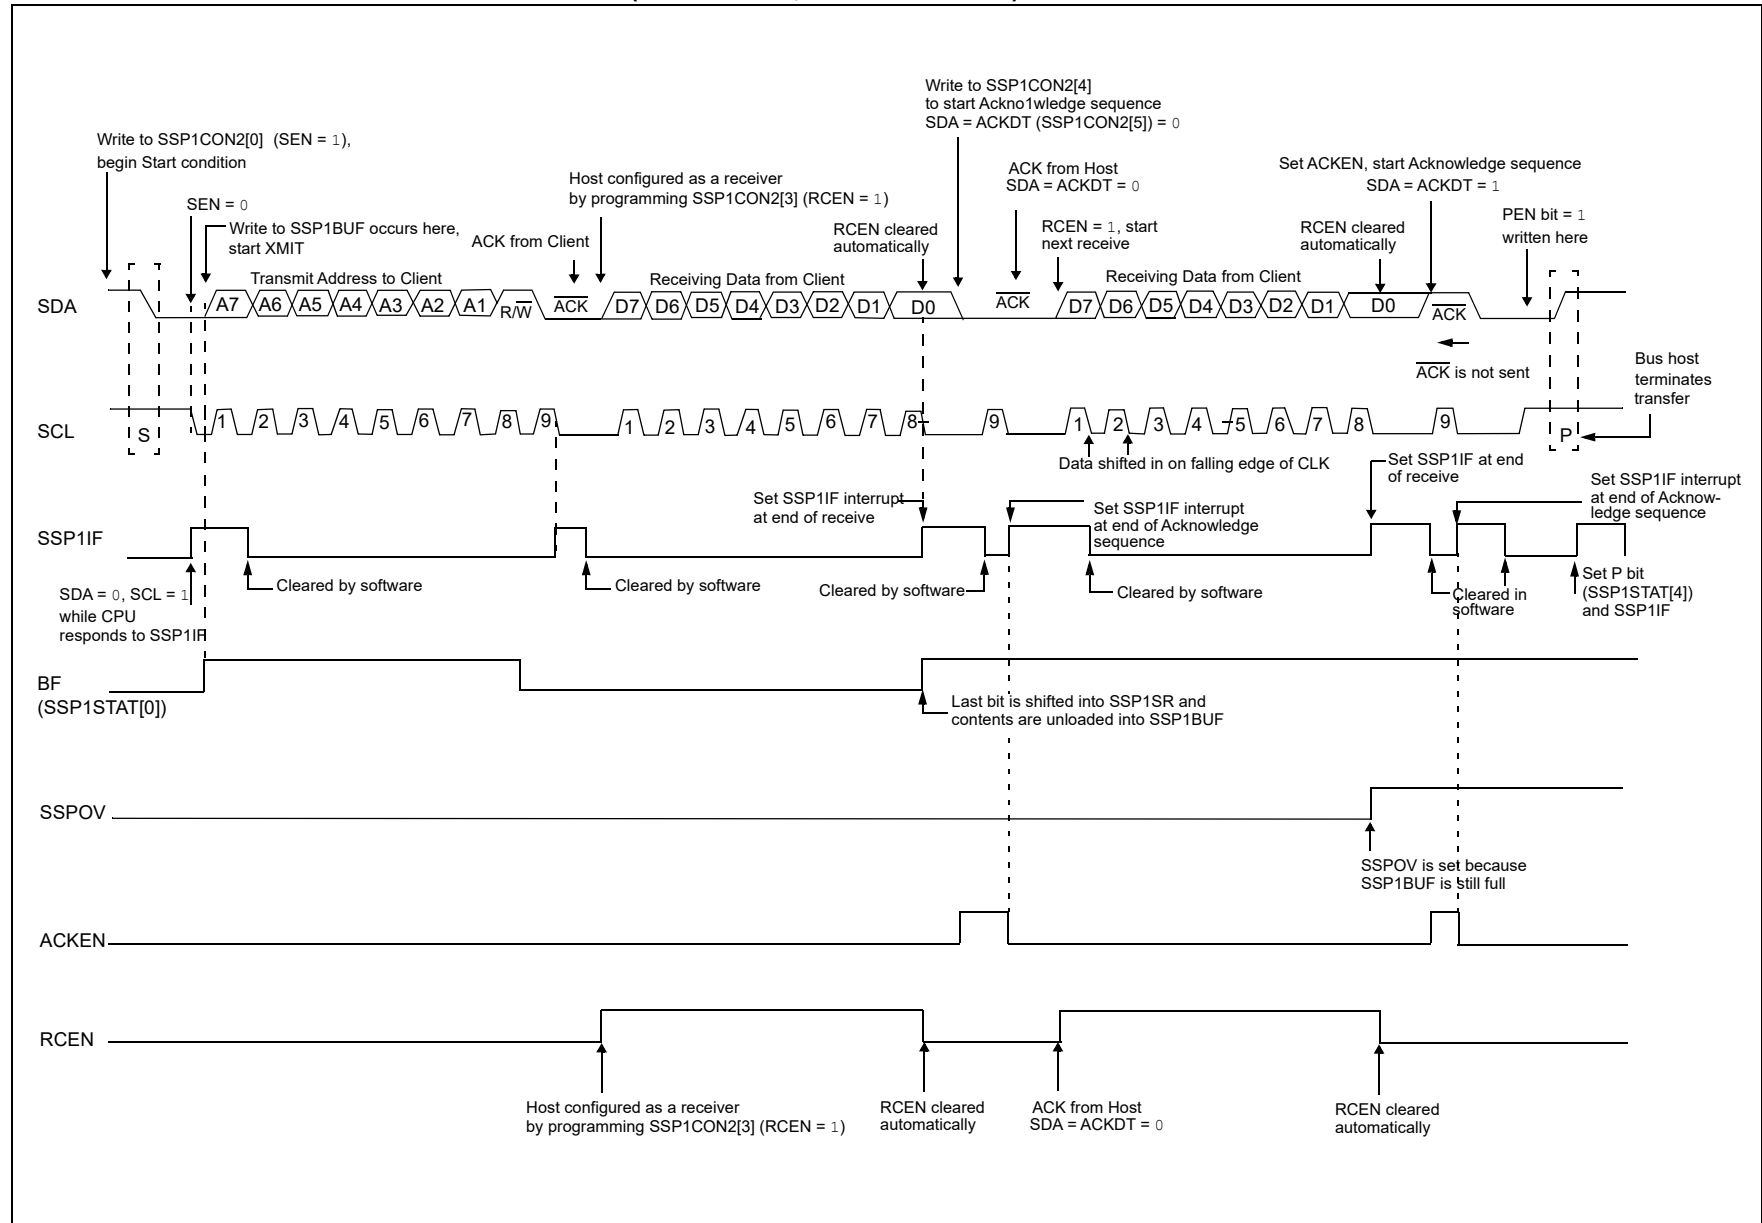 Write to SSP1CON2[4]
to start Ackno1wledge sequence
SDA = ACKDT (SSP1CON2[5]) = 0
Write to SSP1CON2[0] (SEN = 1),
begin Start condition
ACK from Host
SDA = ACKDT = 0
Set ACKEN, start Acknowledge sequence
SDA = ACKDT = 1
Host configured as a receiver
by programming SSP1CON2[3] (RCEN = 1)
SEN = 0
Write to SSP1BUF occurs here,
start XMIT
ACK from Client
RCEN cleared
automatically
RCEN = 1, start
next receive
RCEN cleared
automatically
PEN bit = 1
written here
Transmit Address to Client
Receiving Data from Client
Receiving Data from Client
SDA A7 A6 A5 A4 A3 A2 A1 R/W ACK D7 D6 D5 D4 D3 D2 D1 D0 ACK D7 D6 D5 D4 D3 D2 D1 D0 ACK
ACK is not sent
Bus host
terminates
transfer
SCL S 1 2 3 4 5 6 7 8 9 1 2 3 4 5 6 7 8 9 1 2 3 4 5 6 7 8 9 P
Data shifted in on falling edge of CLK
Set SSP1IF at end
of receive
Set SSP1IF interrupt
at end of receive
Set SSP1IF interrupt
at end of Acknowledge
sequence
Set SSP1IF interrupt
at end of Acknow-
ledge sequence
SSP1IF
SDA = 0, SCL = 1
while CPU
responds to SSP1IF
Cleared by software
Cleared by software
Cleared by software
Cleared by software
Cleared in
software
Set P bit
(SSP1STAT[4])
and SSP1IF
BF
(SSP1STAT[0])
Last bit is shifted into SSP1SR and
contents are unloaded into SSP1BUF
SSPOV
SSPOV is set because
SSP1BUF is still full
ACKEN
RCEN
Host configured as a receiver
by programming SSP1CON2[3] (RCEN = 1)
RCEN cleared
automatically
ACK from Host
SDA = ACKDT = 0
RCEN cleared
automatically